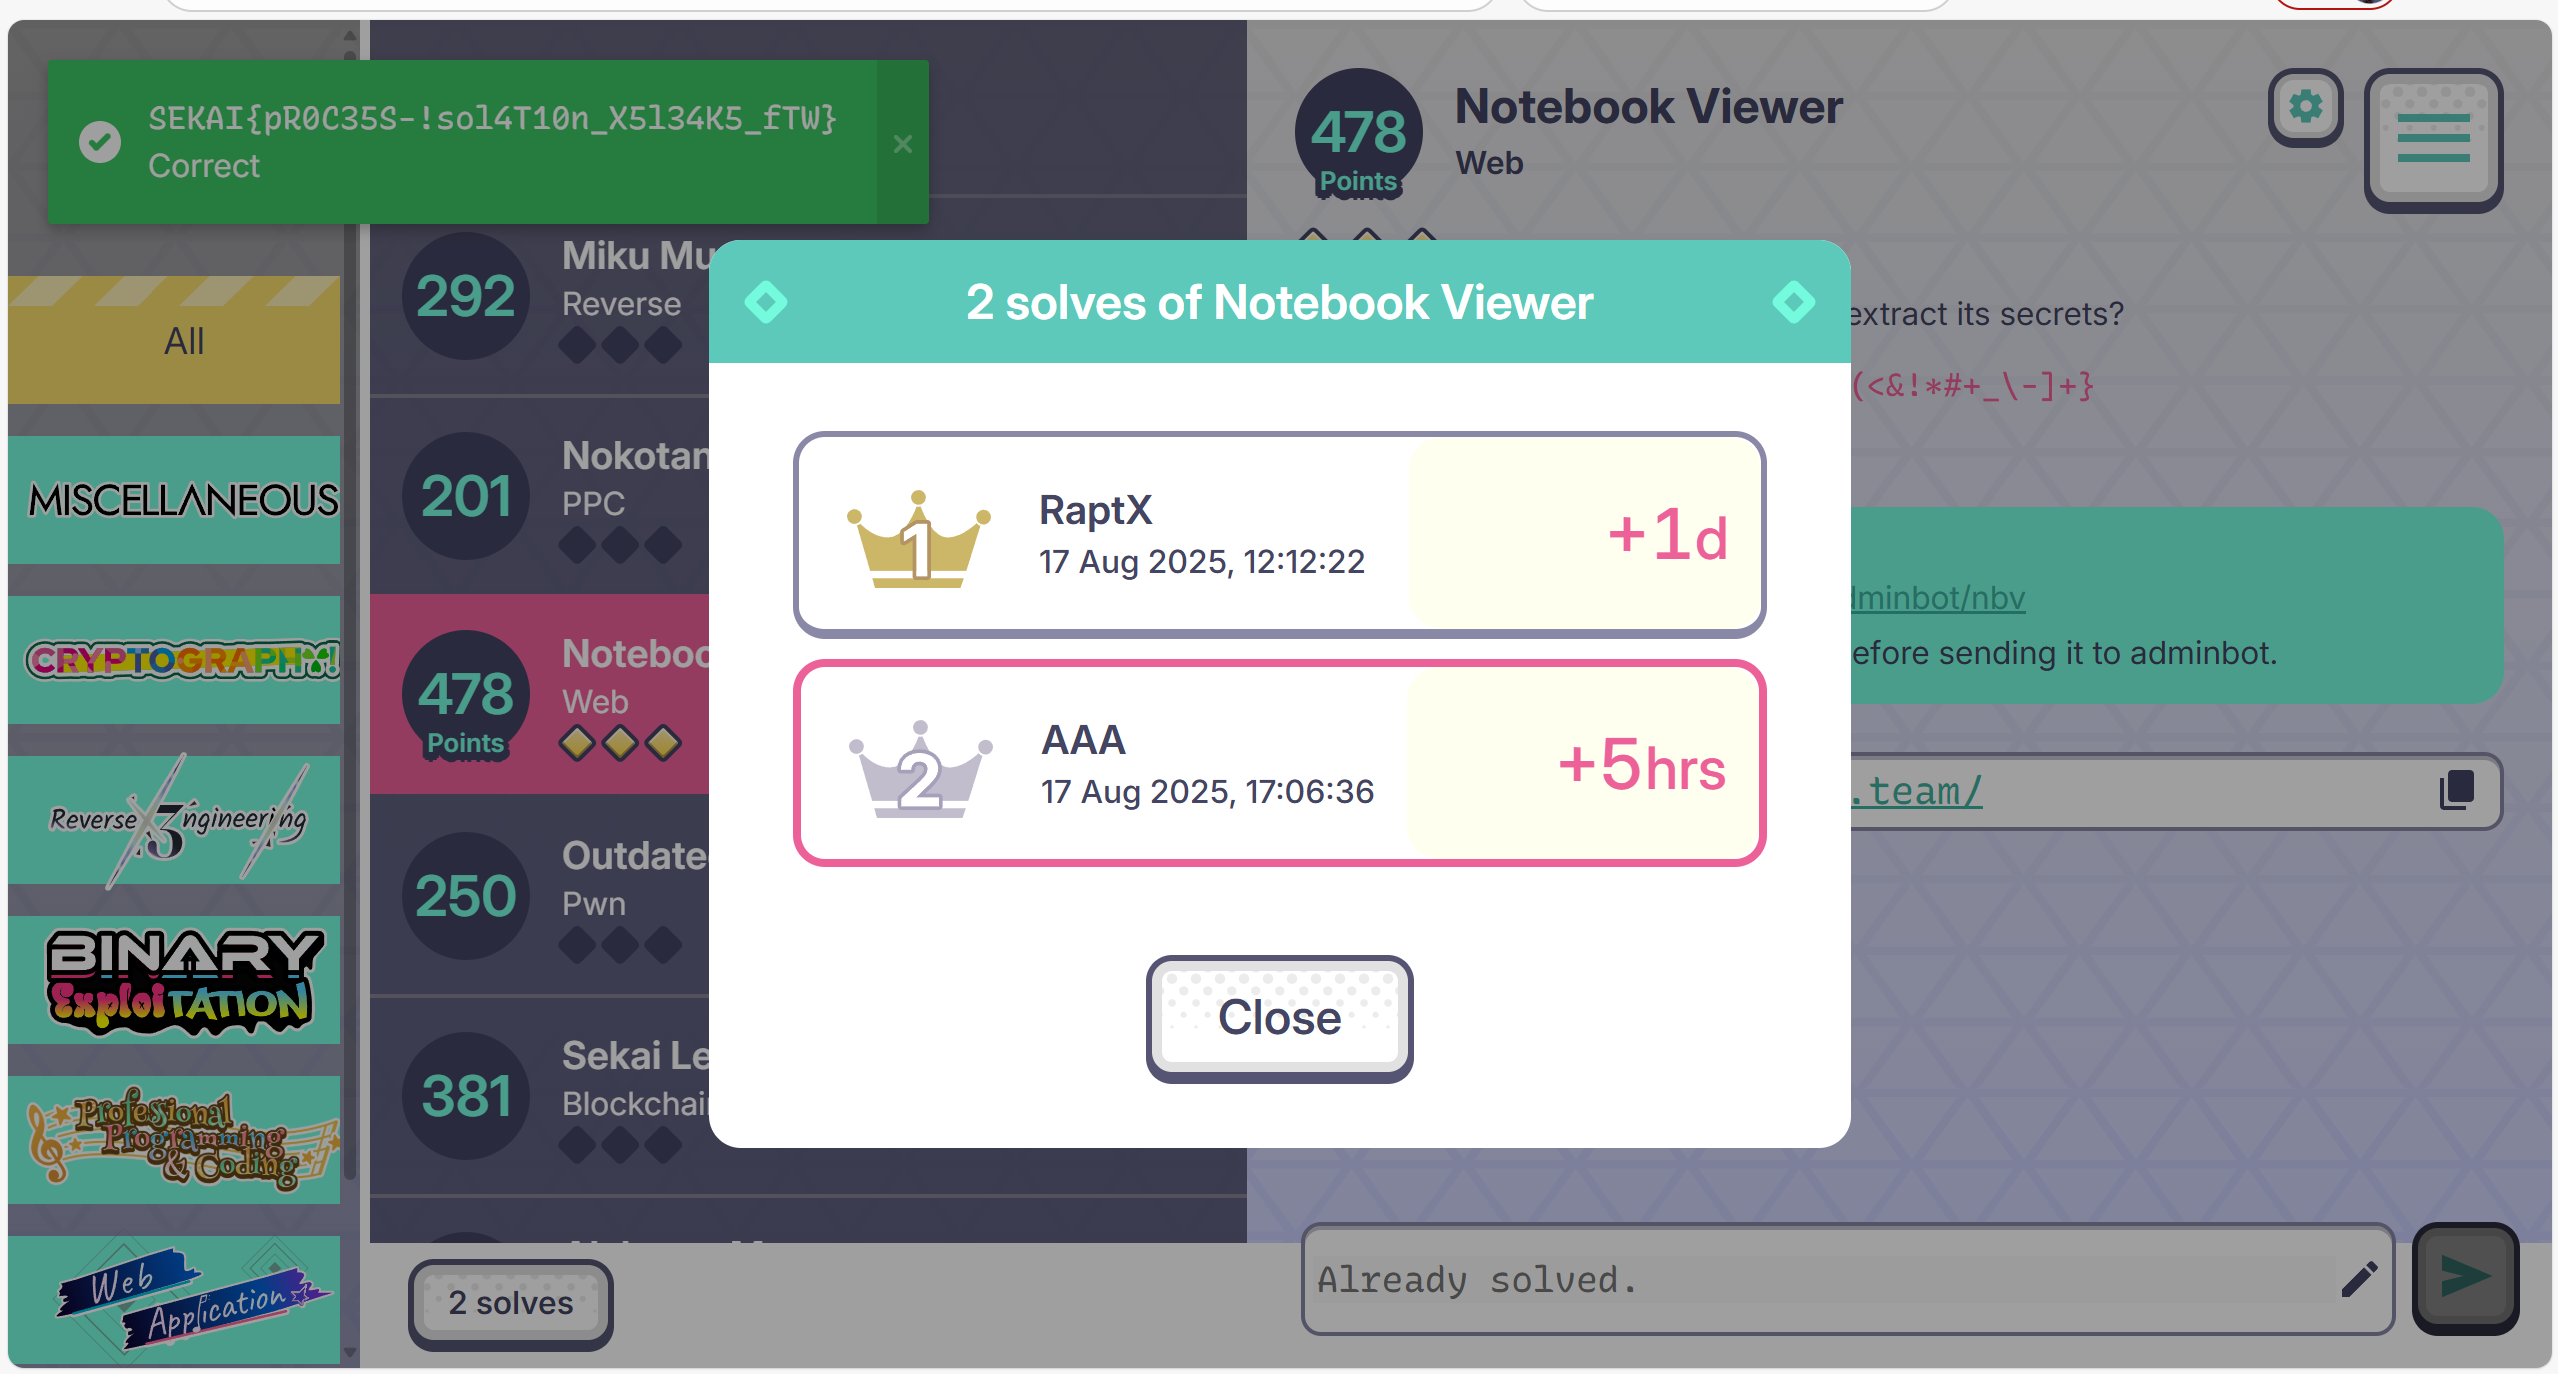 SEKAI{pR0C35S-!sol4T10n_X5l34K5_fTW}
Correct
All
MISCELLANEOUS
CRYPTOGRAPHY!
Reverse 3ngineering
BINARY
ExploiTATION
Professional
Programming
& Coding
Web
Application
292
Miku Mu
Reverse
201
Nokotan
PPC
478
Points
Noteboo
Web
250
Outdate
Pwn
381
Sekai Le
Blockchai
2 solves
478
Points
Notebook Viewer
Web
extract its secrets?
(<&!*#+_\-]+}
dminbot/nbv
efore sending it to adminbot.
.team/
Already solved.
2 solves of Notebook Viewer
1
RaptX
17 Aug 2025, 12:12:22
+1d
2
AAA
17 Aug 2025, 17:06:36
+5hrs
Close